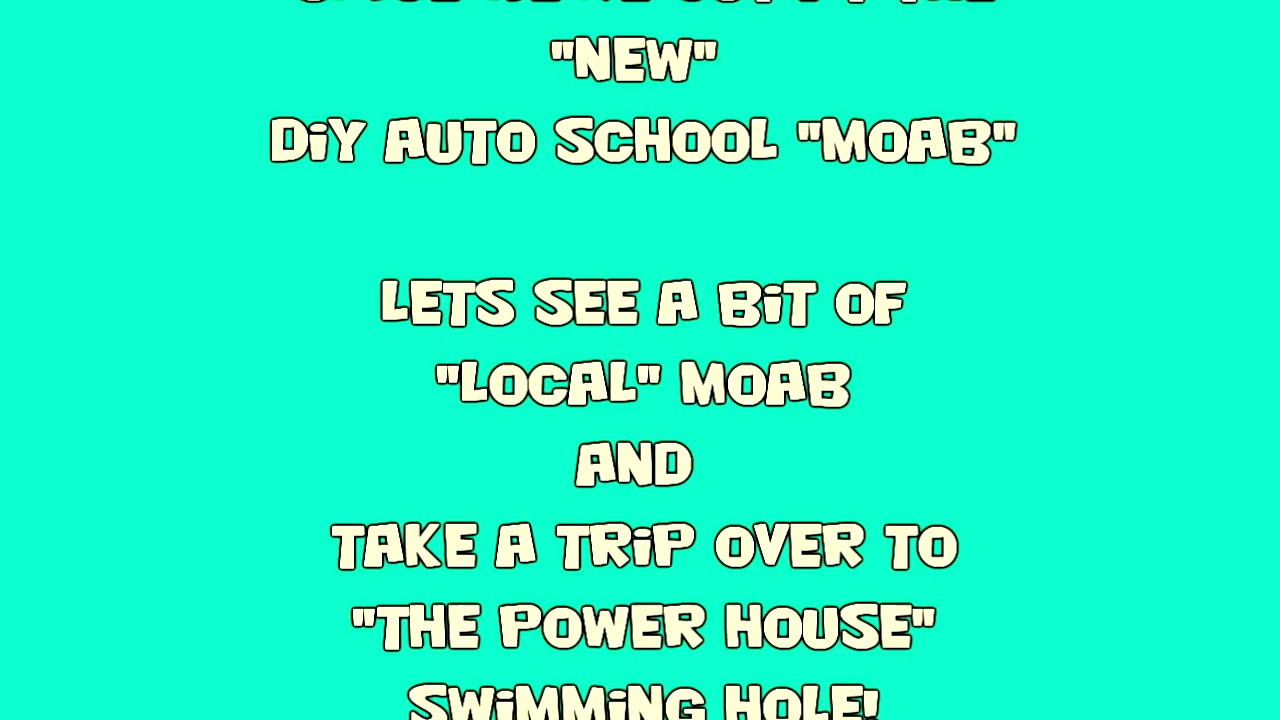 "NEW"
DiY AUTO SCHOOL "MOAB"
LETS SEE A BiT OF
"LOCAL" MOAB
AND
TAKE A TRiP OVER TO
"THE POWER HOUSE"
SWiMMiNG HOLE!